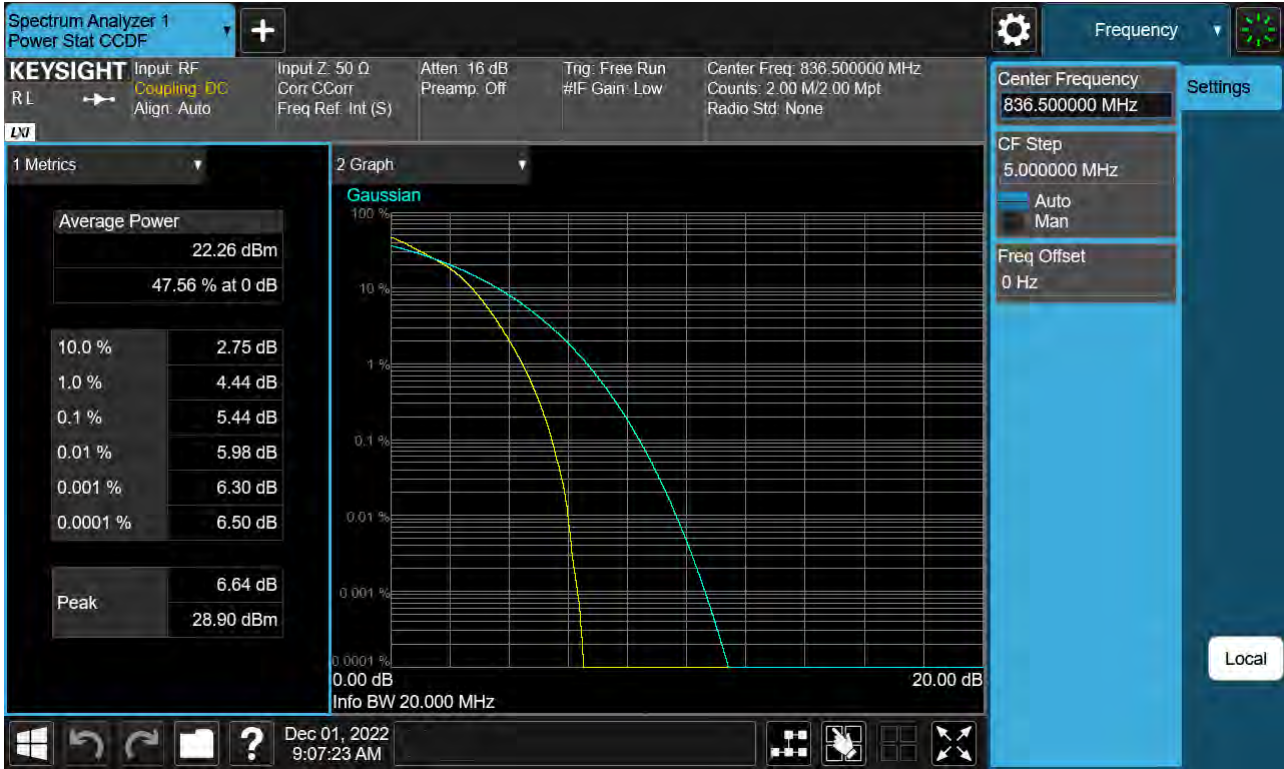 Spectrum Analyzer 1
Power Stat CCDF
+
Frequency
KEYSIGHT
RL
LXI
Input: RF
Coupling: DC
Align: Auto
Input Z: 50 Ω
Corr CCorr
Freq Ref: Int (S)
Atten: 16 dB
Preamp: Off
Trig: Free Run
#IF Gain: Low
Center Freq: 836.500000 MHz
Counts: 2.00 M/2.00 Mpt
Radio Std: None
Center Frequency
836.500000 MHz
Settings
CF Step
5.000000 MHz
Auto
Man
Freq Offset
0 Hz
Local
1 Metrics
Average Power
22.26 dBm
47.56 % at 0 dB
10.0 % 2.75 dB
1.0 % 4.44 dB
0.1 % 5.44 dB
0.01 % 5.98 dB
0.001 % 6.30 dB
0.0001 % 6.50 dB
Peak 6.64 dB
28.90 dBm
2 Graph
Gaussian
100 %
10 %
1 %
0.1 %
0.01 %
0.001 %
0.0001 %
0.00 dB 20.00 dB
Info BW 20.000 MHz
?
Dec 01, 2022
9:07:23 AM